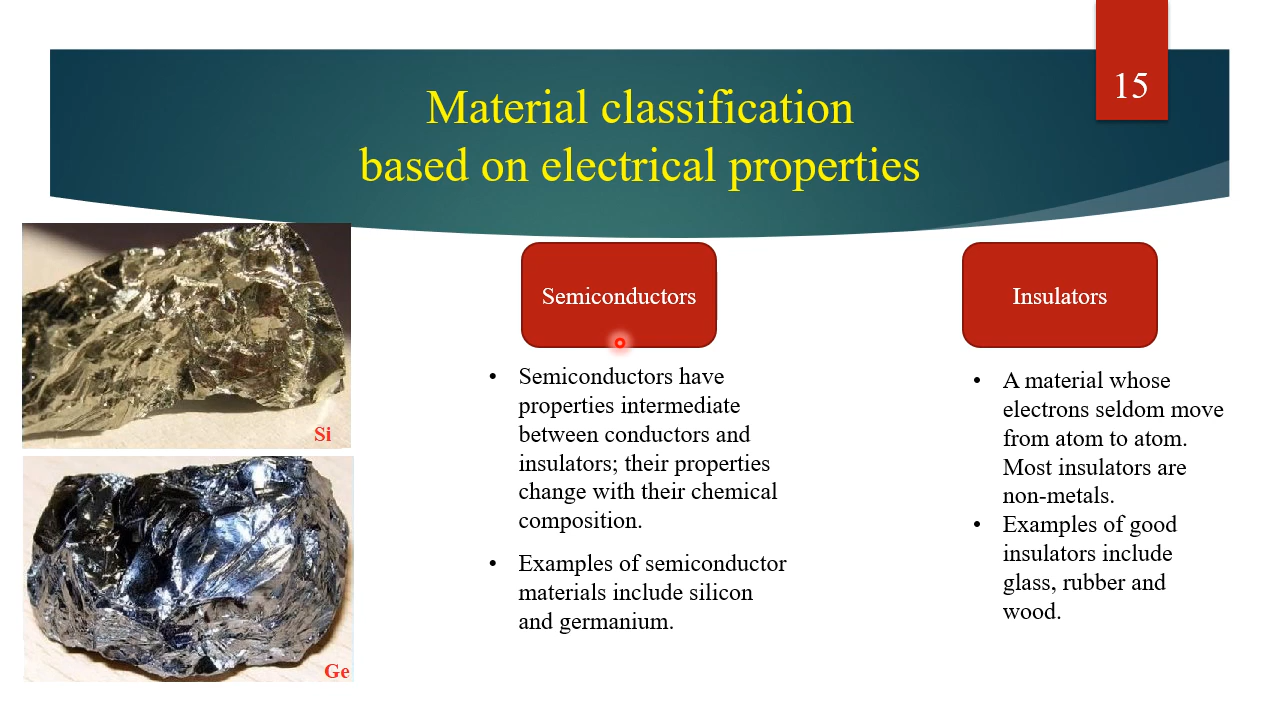 15
Material classification
based on electrical properties
Si
Ge
Semiconductors
• Semiconductors have
properties intermediate
between conductors and
insulators; their properties
change with their chemical
composition.
• Examples of semiconductor
materials include silicon
and germanium.
Insulators
• A material whose
electrons seldom move
from atom to atom.
Most insulators are
non-metals.
• Examples of good
insulators include
glass, rubber and
wood.